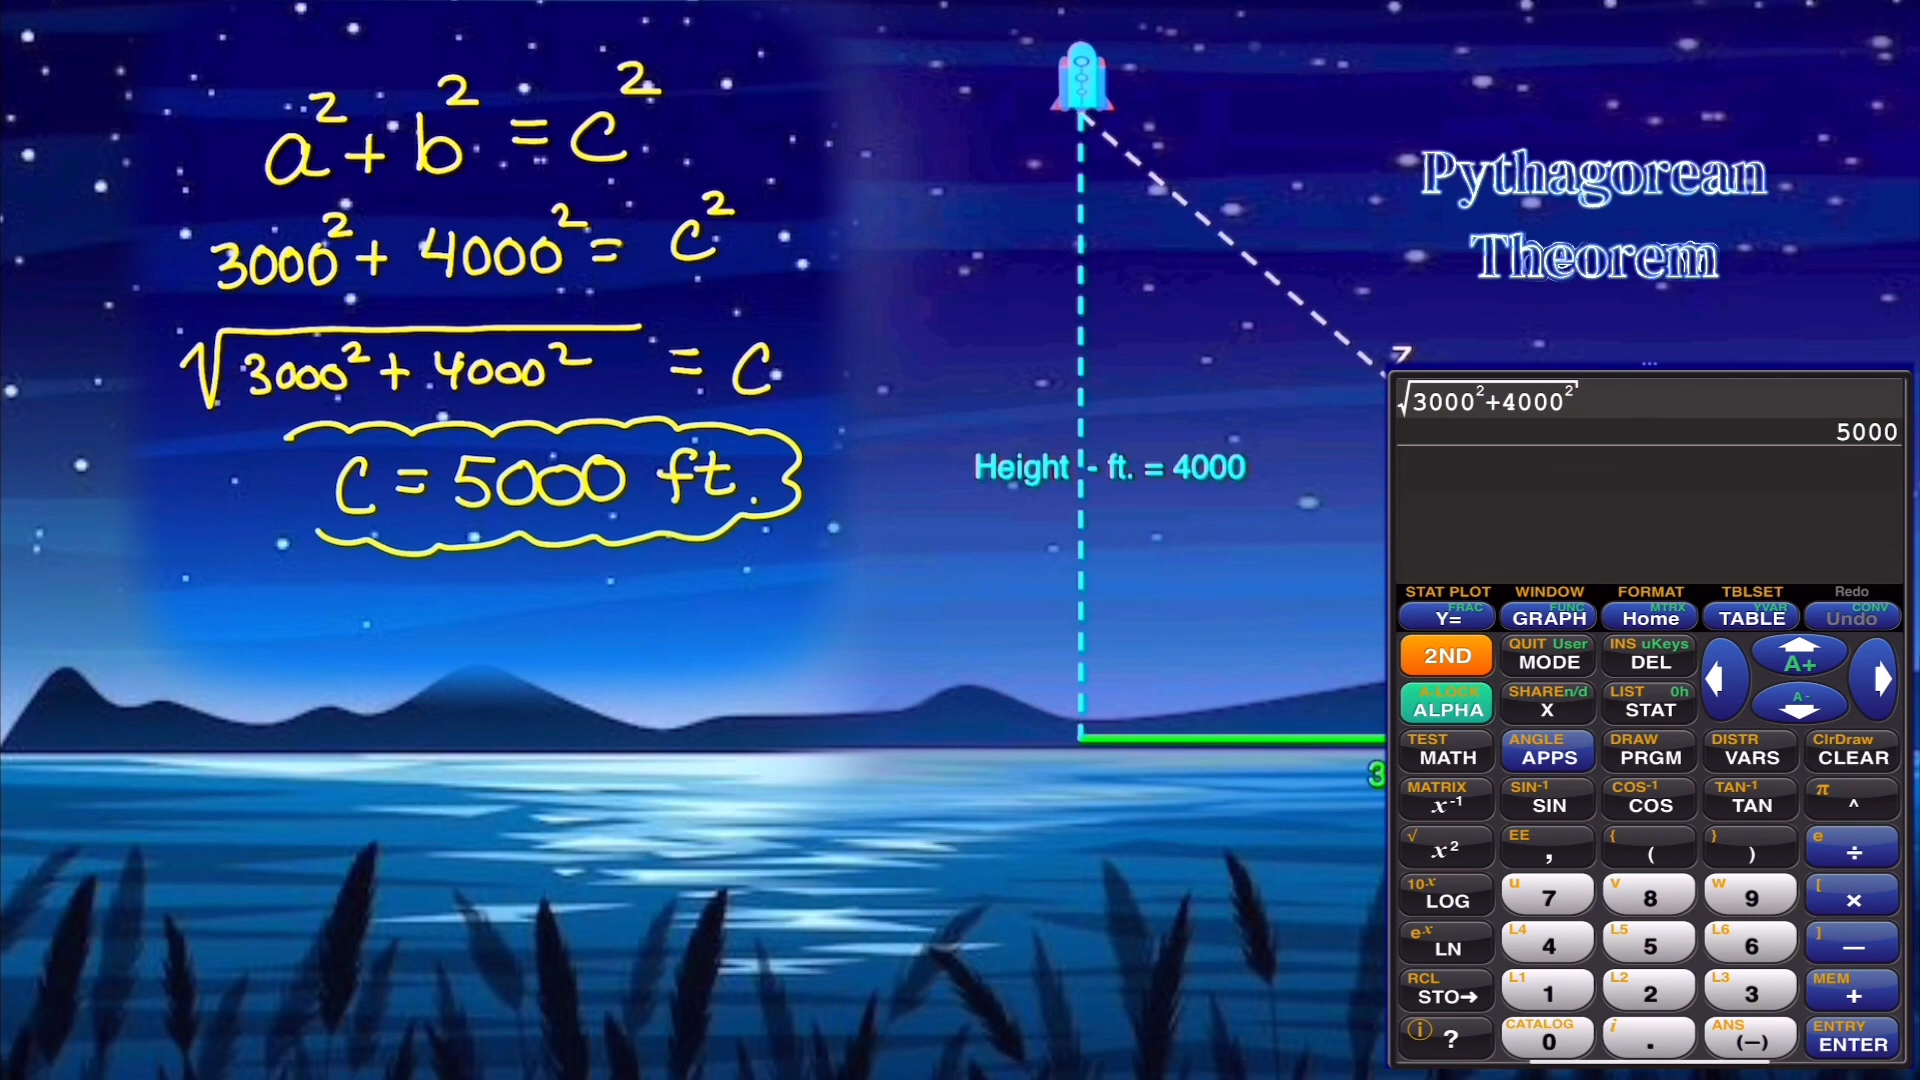 a² + b² = c²
3000² + 4000² = c²
√3000² + 4000² = c
c = 5000 ft.
Pythagorean
Theorem
Z
Height - ft. = 4000
3
√3000²+4000²
5000
STAT PLOT WINDOW FORMAT TBLSET Redo
FRAC FUNC MTRX YVAR CONV
Y= GRAPH Home TABLE Undo
QUIT User INS uKeys
2ND MODE DEL A+
A-LOCK SHARE n/d LIST 0h A-
ALPHA X STAT
TEST ANGLE DRAW DISTR ClrDraw
MATH APPS PRGM VARS CLEAR
MATRIX SIN-1 COS-1 TAN-1 π
x-1 SIN COS TAN ^
√ EE { } e
x² , ( ) ÷
10x u v w [
LOG 7 8 9 ×
ex L4 L5 L6 ]
LN 4 5 6 —
RCL L1 L2 L3 MEM
STO➔ 1 2 3 +
i CATALOG i ANS ENTRY
? 0 . (—) ENTER